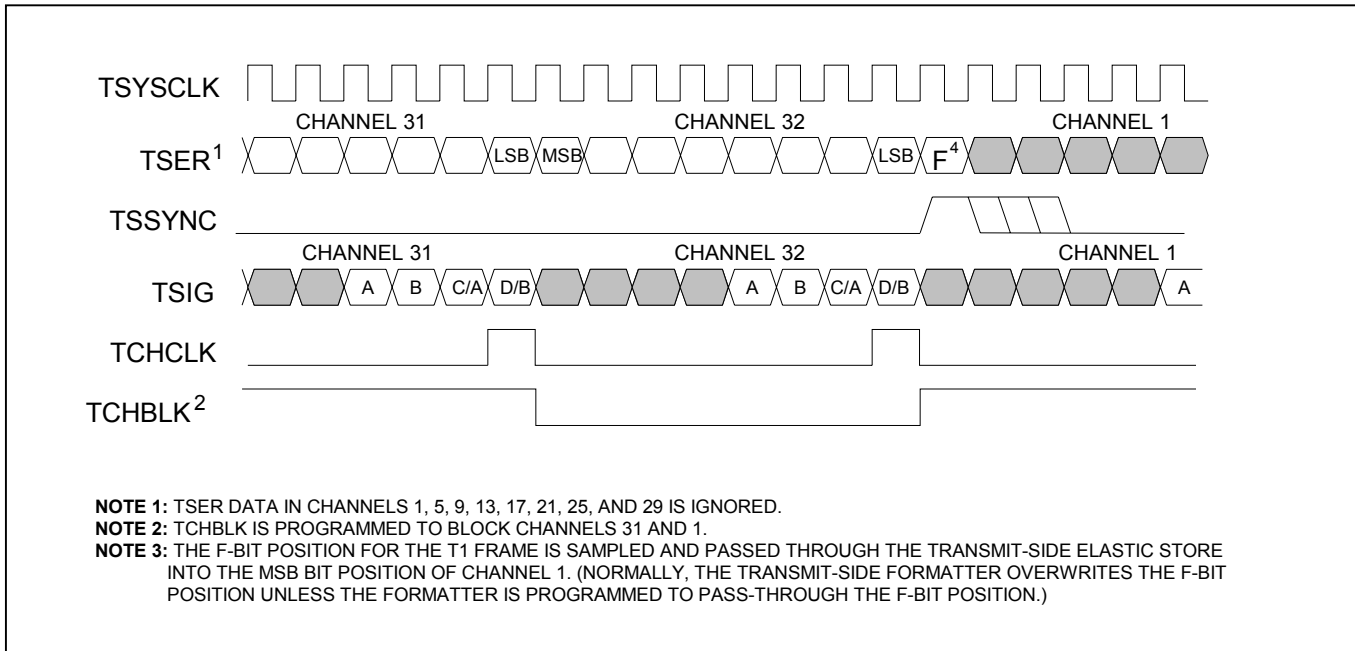 TSYSCLK
CHANNEL 31 CHANNEL 32 CHANNEL 1
TSER1 LSB MSB LSB F4
TSSYNC
CHANNEL 31 CHANNEL 32 CHANNEL 1
TSIG A B C/A D/B A B C/A D/B A
TCHCLK
TCHBLK2
NOTE 1: TSER DATA IN CHANNELS 1, 5, 9, 13, 17, 21, 25, AND 29 IS IGNORED.
NOTE 2: TCHBLK IS PROGRAMMED TO BLOCK CHANNELS 31 AND 1.
NOTE 3: THE F-BIT POSITION FOR THE T1 FRAME IS SAMPLED AND PASSED THROUGH THE TRANSMIT-SIDE ELASTIC STORE
INTO THE MSB BIT POSITION OF CHANNEL 1. (NORMALLY, THE TRANSMIT-SIDE FORMATTER OVERWRITES THE F-BIT
POSITION UNLESS THE FORMATTER IS PROGRAMMED TO PASS-THROUGH THE F-BIT POSITION.)